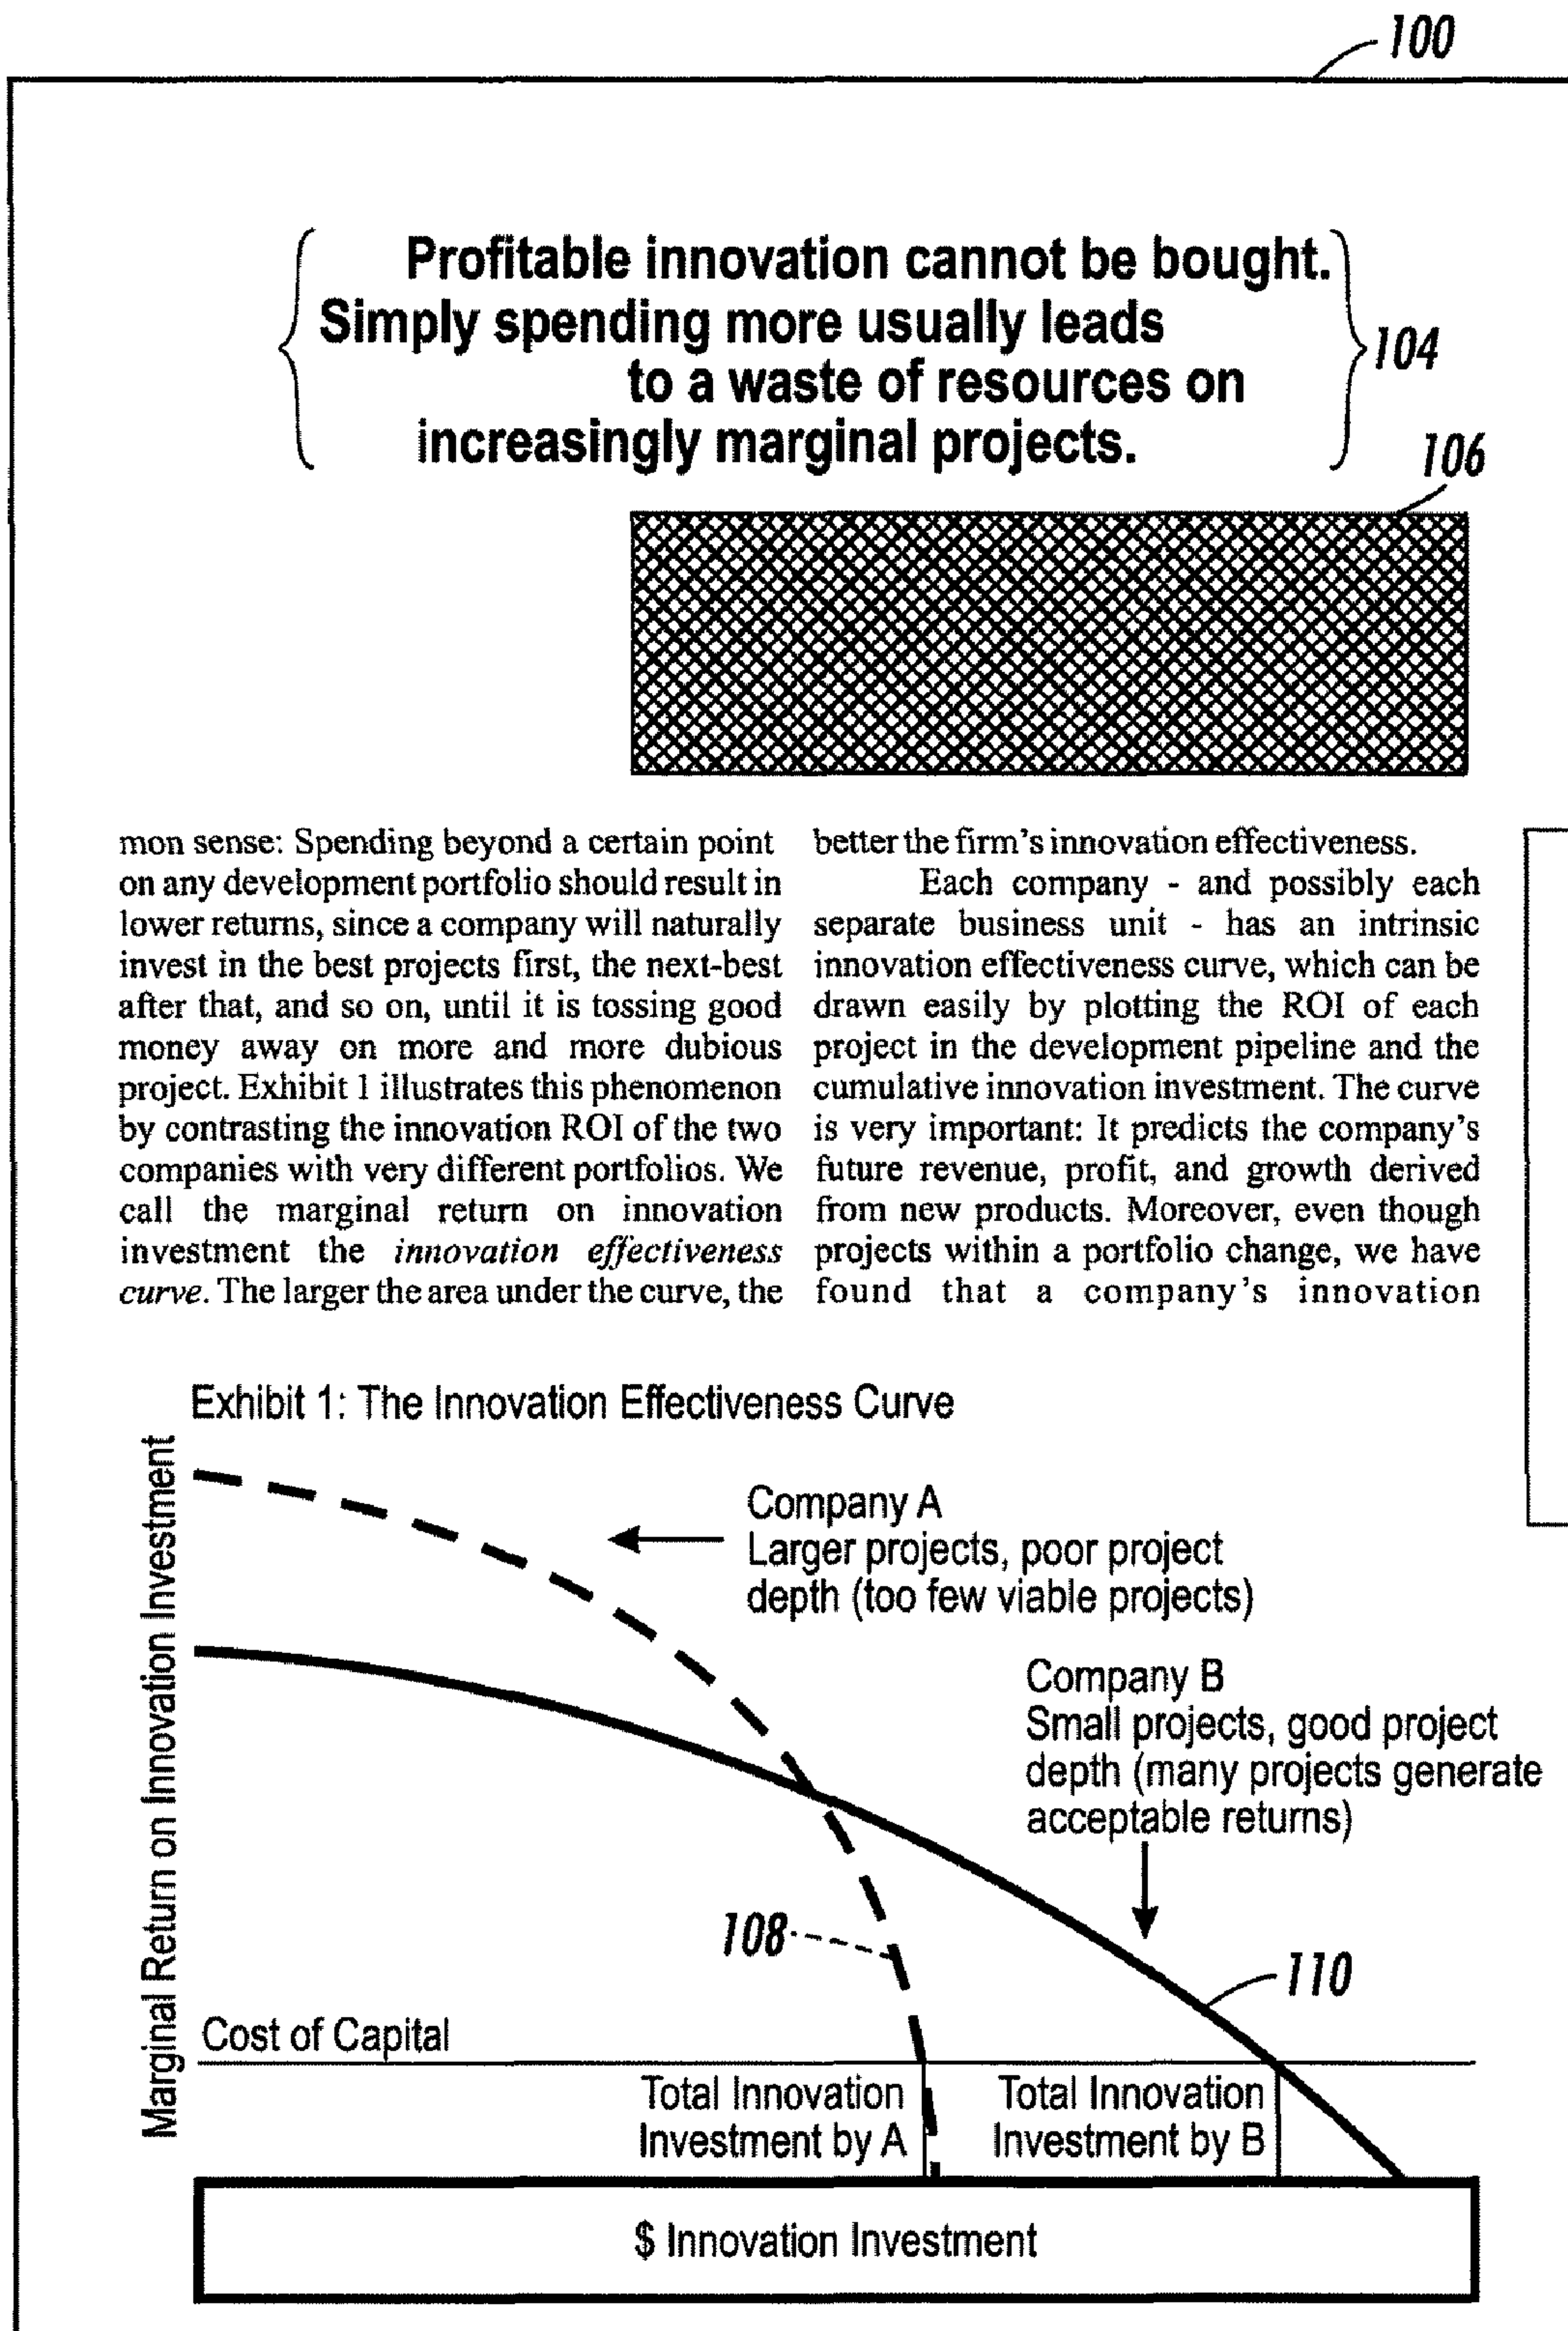 100
Profitable innovation cannot be bought.
Simply spending more usually leads
to a waste of resources on
increasingly marginal projects.
104
106
mon sense: Spending beyond a certain point
on any development portfolio should result in
lower returns, since a company will naturally
invest in the best projects first, the next-best
after that, and so on, until it is tossing good
money away on more and more dubious
project. Exhibit 1 illustrates this phenomenon
by contrasting the innovation ROI of the two
companies with very different portfolios. We
call the marginal return on innovation
investment the innovation effectiveness
curve. The larger the area under the curve, the
better the firm's innovation effectiveness.
Each company - and possibly each
separate business unit - has an intrinsic
innovation effectiveness curve, which can be
drawn easily by plotting the ROI of each
project in the development pipeline and the
cumulative innovation investment. The curve
is very important: It predicts the company's
future revenue, profit, and growth derived
from new products. Moreover, even though
projects within a portfolio change, we have
found that a company's innovation
Exhibit 1: The Innovation Effectiveness Curve
Marginal Return on Innovation Investment
Company A
Larger projects, poor project
depth (too few viable projects)
Company B
Small projects, good project
depth (many projects generate
acceptable returns)
108
110
Cost of Capital
Total Innovation
Investment by A
Total Innovation
Investment by B
$ Innovation Investment